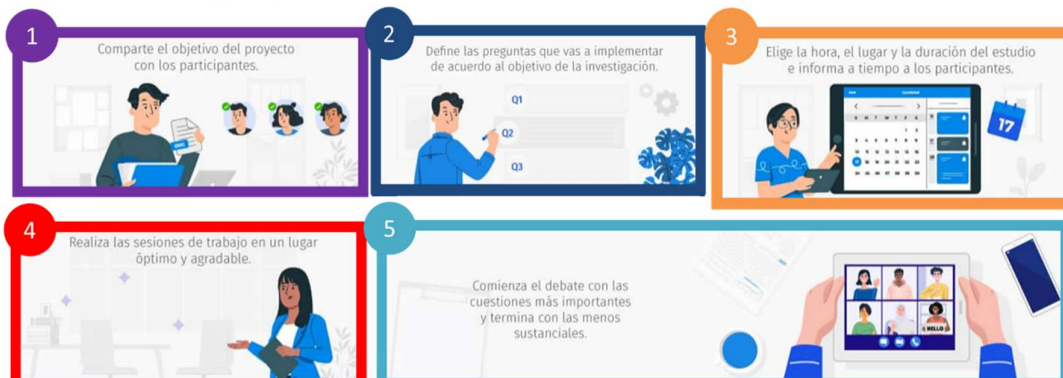 1
Comparte el objetivo del proyecto
con los participantes.
DOC
2
Define las preguntas que vas a implementar
de acuerdo al objetivo de la investigación.
Q1
Q2
Q3
3
Elige la hora, el lugar y la duración del estudio
e informa a tiempo a los participantes.
17
4
Realiza las sesiones de trabajo en un lugar
óptimo y agradable.
5
Comienza el debate con las
cuestiones más importantes
y termina con las menos
sustanciales.
HELLO